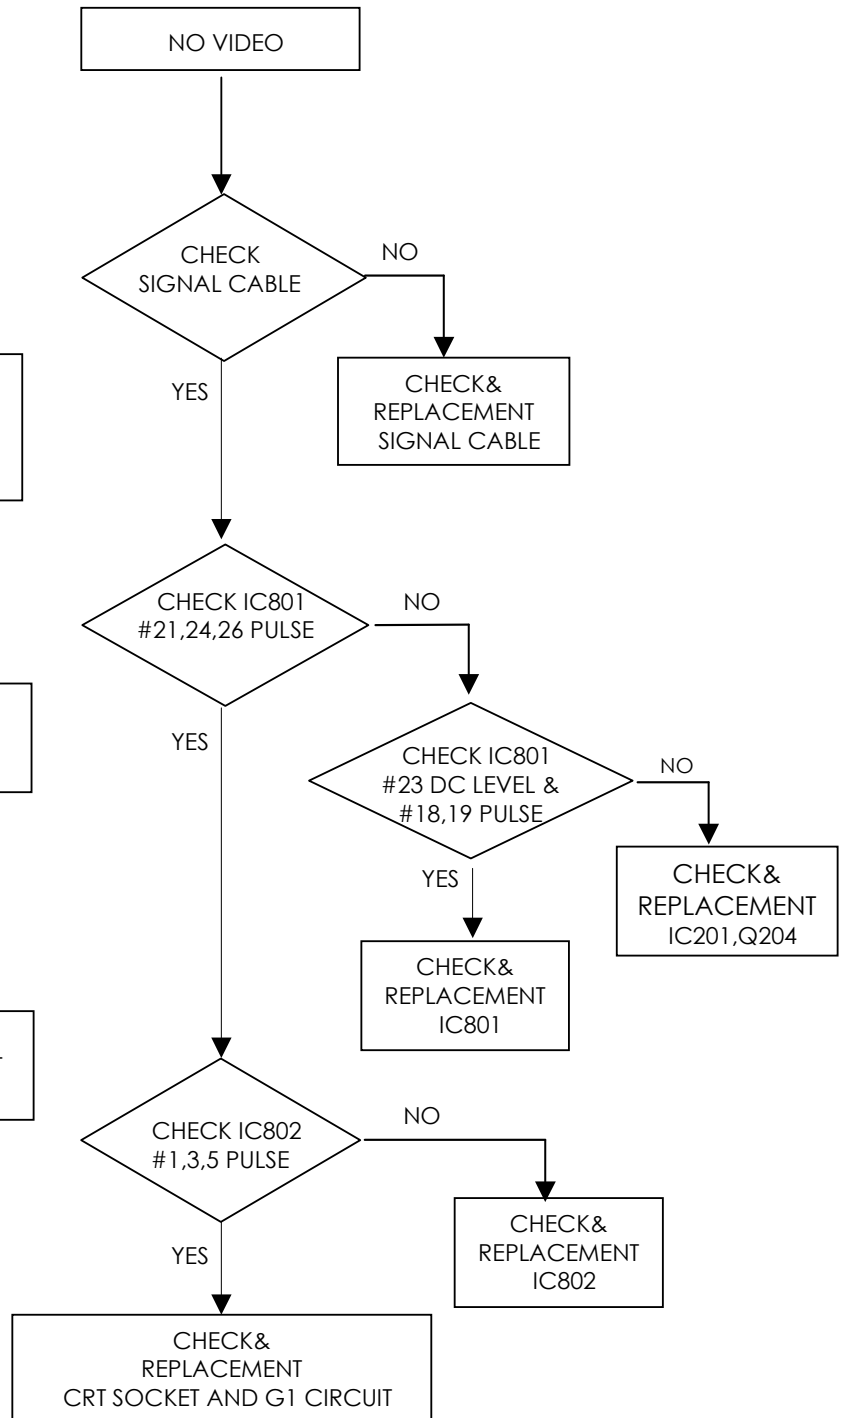 NO VIDEO
CHECK
SIGNAL CABLE
NO
YES
CHECK&
REPLACEMENT
SIGNAL CABLE
CHECK IC801
#21,24,26 PULSE
NO
YES
CHECK IC801
#23 DC LEVEL &
#18,19 PULSE
NO
YES
CHECK&
REPLACEMENT
IC201,Q204
CHECK&
REPLACEMENT
IC801
CHECK IC802
#1,3,5 PULSE
NO
YES
CHECK&
REPLACEMENT
IC802
CHECK&
REPLACEMENT
CRT SOCKET AND G1 CIRCUIT